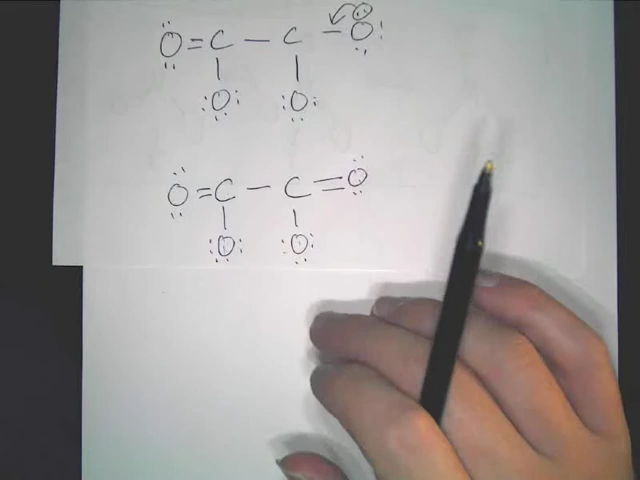 O = C — C — O
O O
O = C — C = O
O O